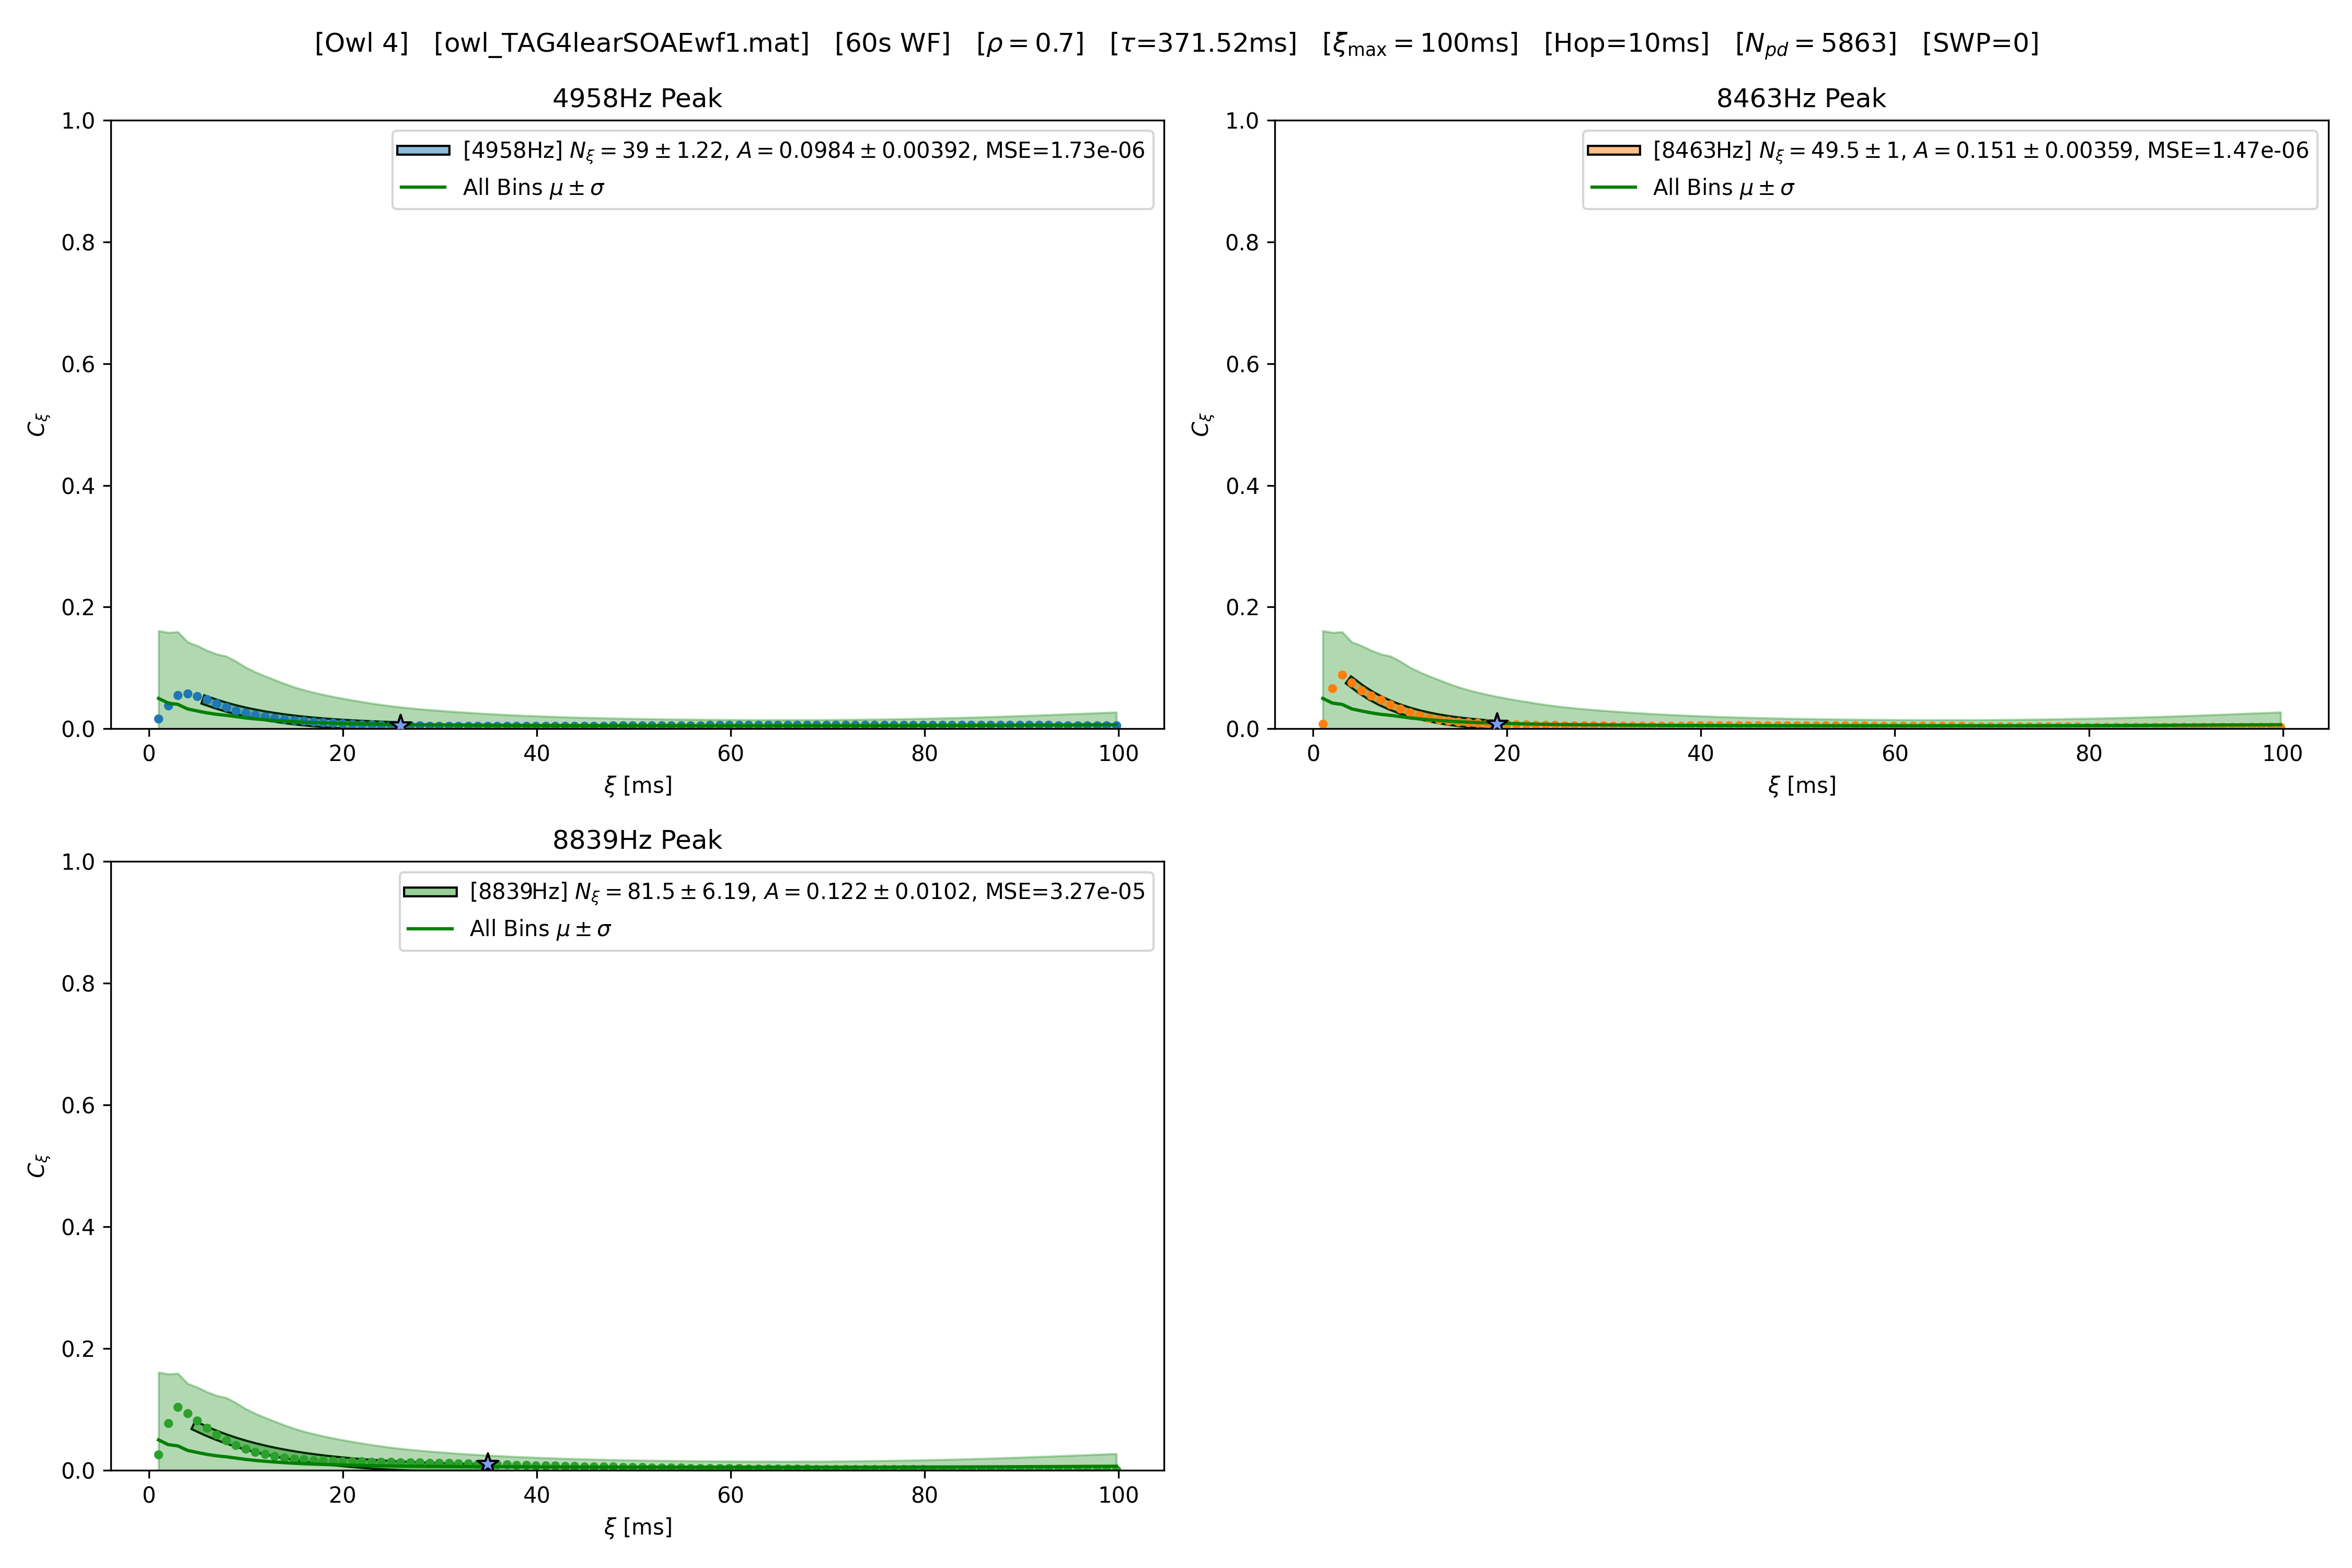 [Owl 4] [owl_TAG4learSOAEwf1.mat] [60s WF] [ρ = 0.7] [τ=371.52ms] [ξmax = 100ms] [Hop=10ms] [Npd = 5863] [SWP=0]
4958Hz Peak
1.0
0.8
0.6
0.4
0.2
0.0
Cξ
[4958Hz] Nξ = 39 ± 1.22, A = 0.0984 ± 0.00392, MSE=1.73e-06
All Bins μ ± σ
0 20 40 60 80 100
ξ [ms]
8463Hz Peak
1.0
0.8
0.6
0.4
0.2
0.0
Cξ
[8463Hz] Nξ = 49.5 ± 1, A = 0.151 ± 0.00359, MSE=1.47e-06
All Bins μ ± σ
0 20 40 60 80 100
ξ [ms]
8839Hz Peak
1.0
0.8
0.6
0.4
0.2
0.0
Cξ
[8839Hz] Nξ = 81.5 ± 6.19, A = 0.122 ± 0.0102, MSE=3.27e-05
All Bins μ ± σ
0 20 40 60 80 100
ξ [ms]